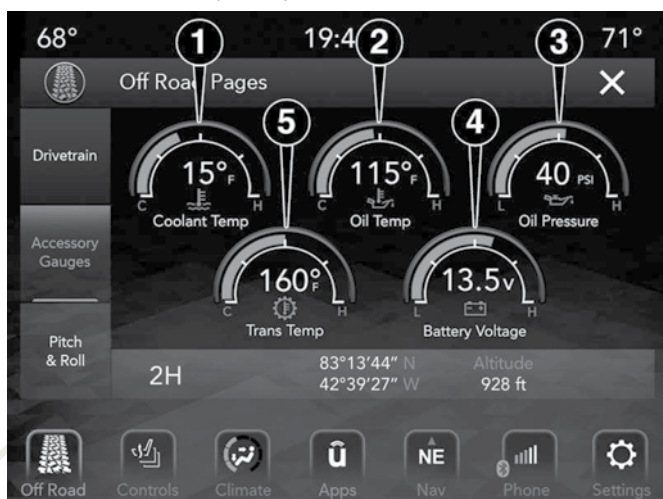 68° 1 19:4 2 3 71°
Off Road Pages X
5 4
Drivetrain
15°F 115°F 40 PSI
C H C H L H
Coolant Temp Oil Temp Oil Pressure
Accessory
Gauges
160°F 13.5v
C H L H
Trans Temp Battery Voltage
Pitch
& Roll
2H
83°13'44" N Altitude
42°39'27" W 928 ft
û NE
Off Road Controls Climate Apps Nav Phone Settings